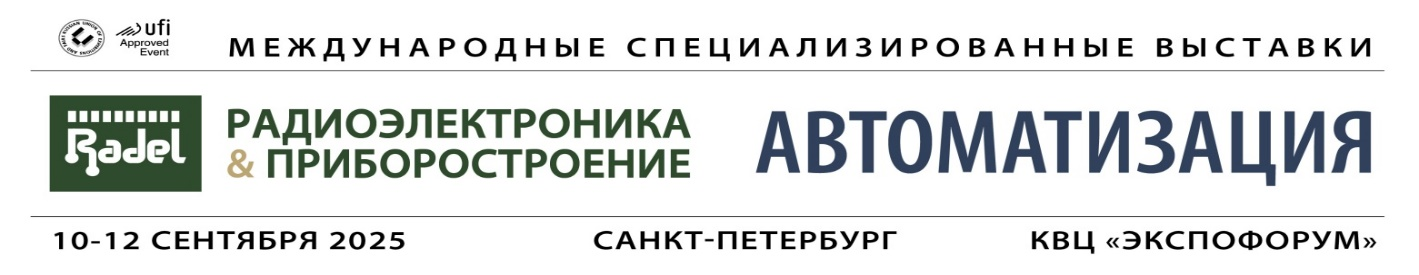 ufi
Approved
Event
МЕЖДУНАРОДНЫЕ СПЕЦИАЛИЗИРОВАННЫЕ ВЫСТАВКИ
Radel
РАДИОЭЛЕКТРОНИКА
& ПРИБОРОСТРОЕНИЕ
АВТОМАТИЗАЦИЯ
10-12 СЕНТЯБРЯ 2025
САНКТ-ПЕТЕРБУРГ
КВЦ «ЭКСПОФОРУМ»